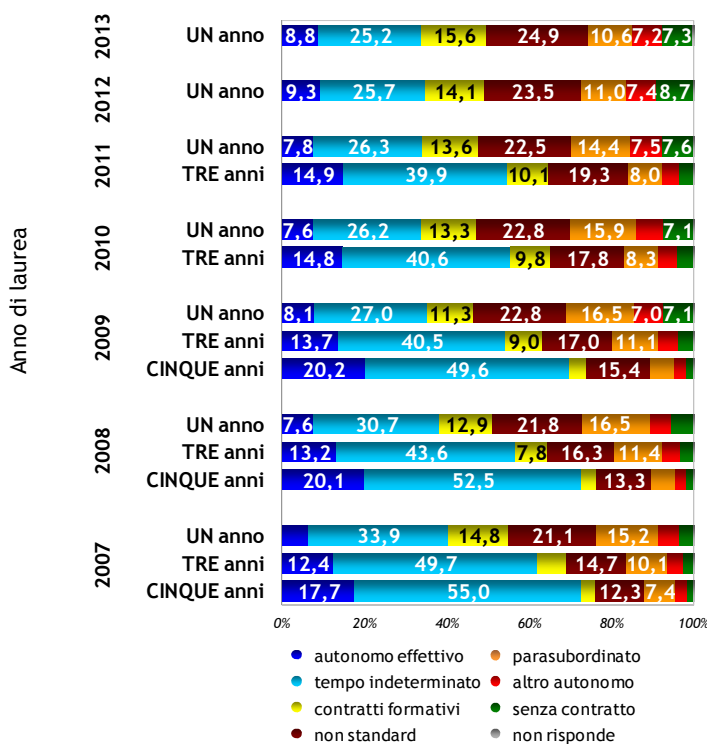 Anno di laurea
2013
UN anno 8,8 25,2 15,6 24,9 10,6 7,2 7,3
2012
UN anno 9,3 25,7 14,1 23,5 11,0 7,4 8,7
2011
UN anno 7,8 26,3 13,6 22,5 14,4 7,5 7,6
TRE anni 14,9 39,9 10,1 19,3 8,0
2010
UN anno 7,6 26,2 13,3 22,8 15,9 7,1
TRE anni 14,8 40,6 9,8 17,8 8,3
2009
UN anno 8,1 27,0 11,3 22,8 16,5 7,0 7,1
TRE anni 13,7 40,5 9,0 17,0 11,1
CINQUE anni 20,2 49,6 15,4
2008
UN anno 7,6 30,7 12,9 21,8 16,5
TRE anni 13,2 43,6 7,8 16,3 11,4
CINQUE anni 20,1 52,5 13,3
2007
UN anno 33,9 14,8 21,1 15,2
TRE anni 12,4 49,7 14,7 10,1
CINQUE anni 17,7 55,0 12,3 7,4
0% 20% 40% 60% 80% 100%
autonomo effettivo parasubordinato
tempo indeterminato altro autonomo
contratti formativi senza contratto
non standard non risponde